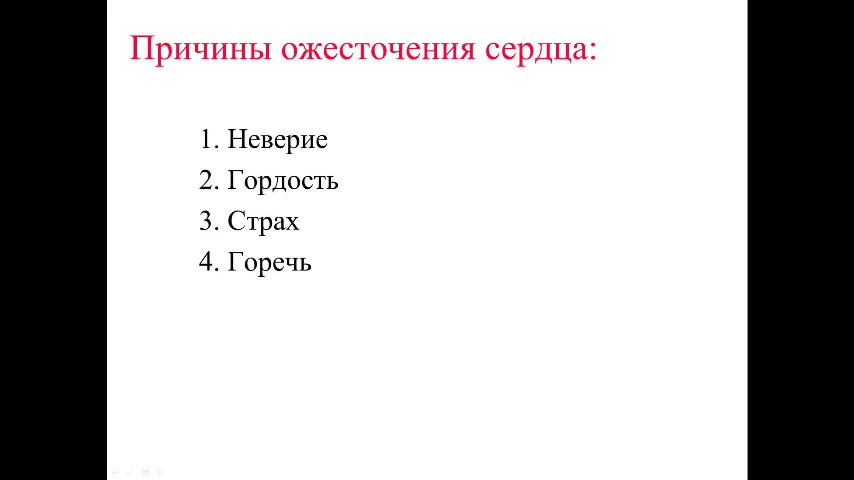 Причины ожесточения сердца:
1. Неверие
2. Гордость
3. Страх
4. Горечь